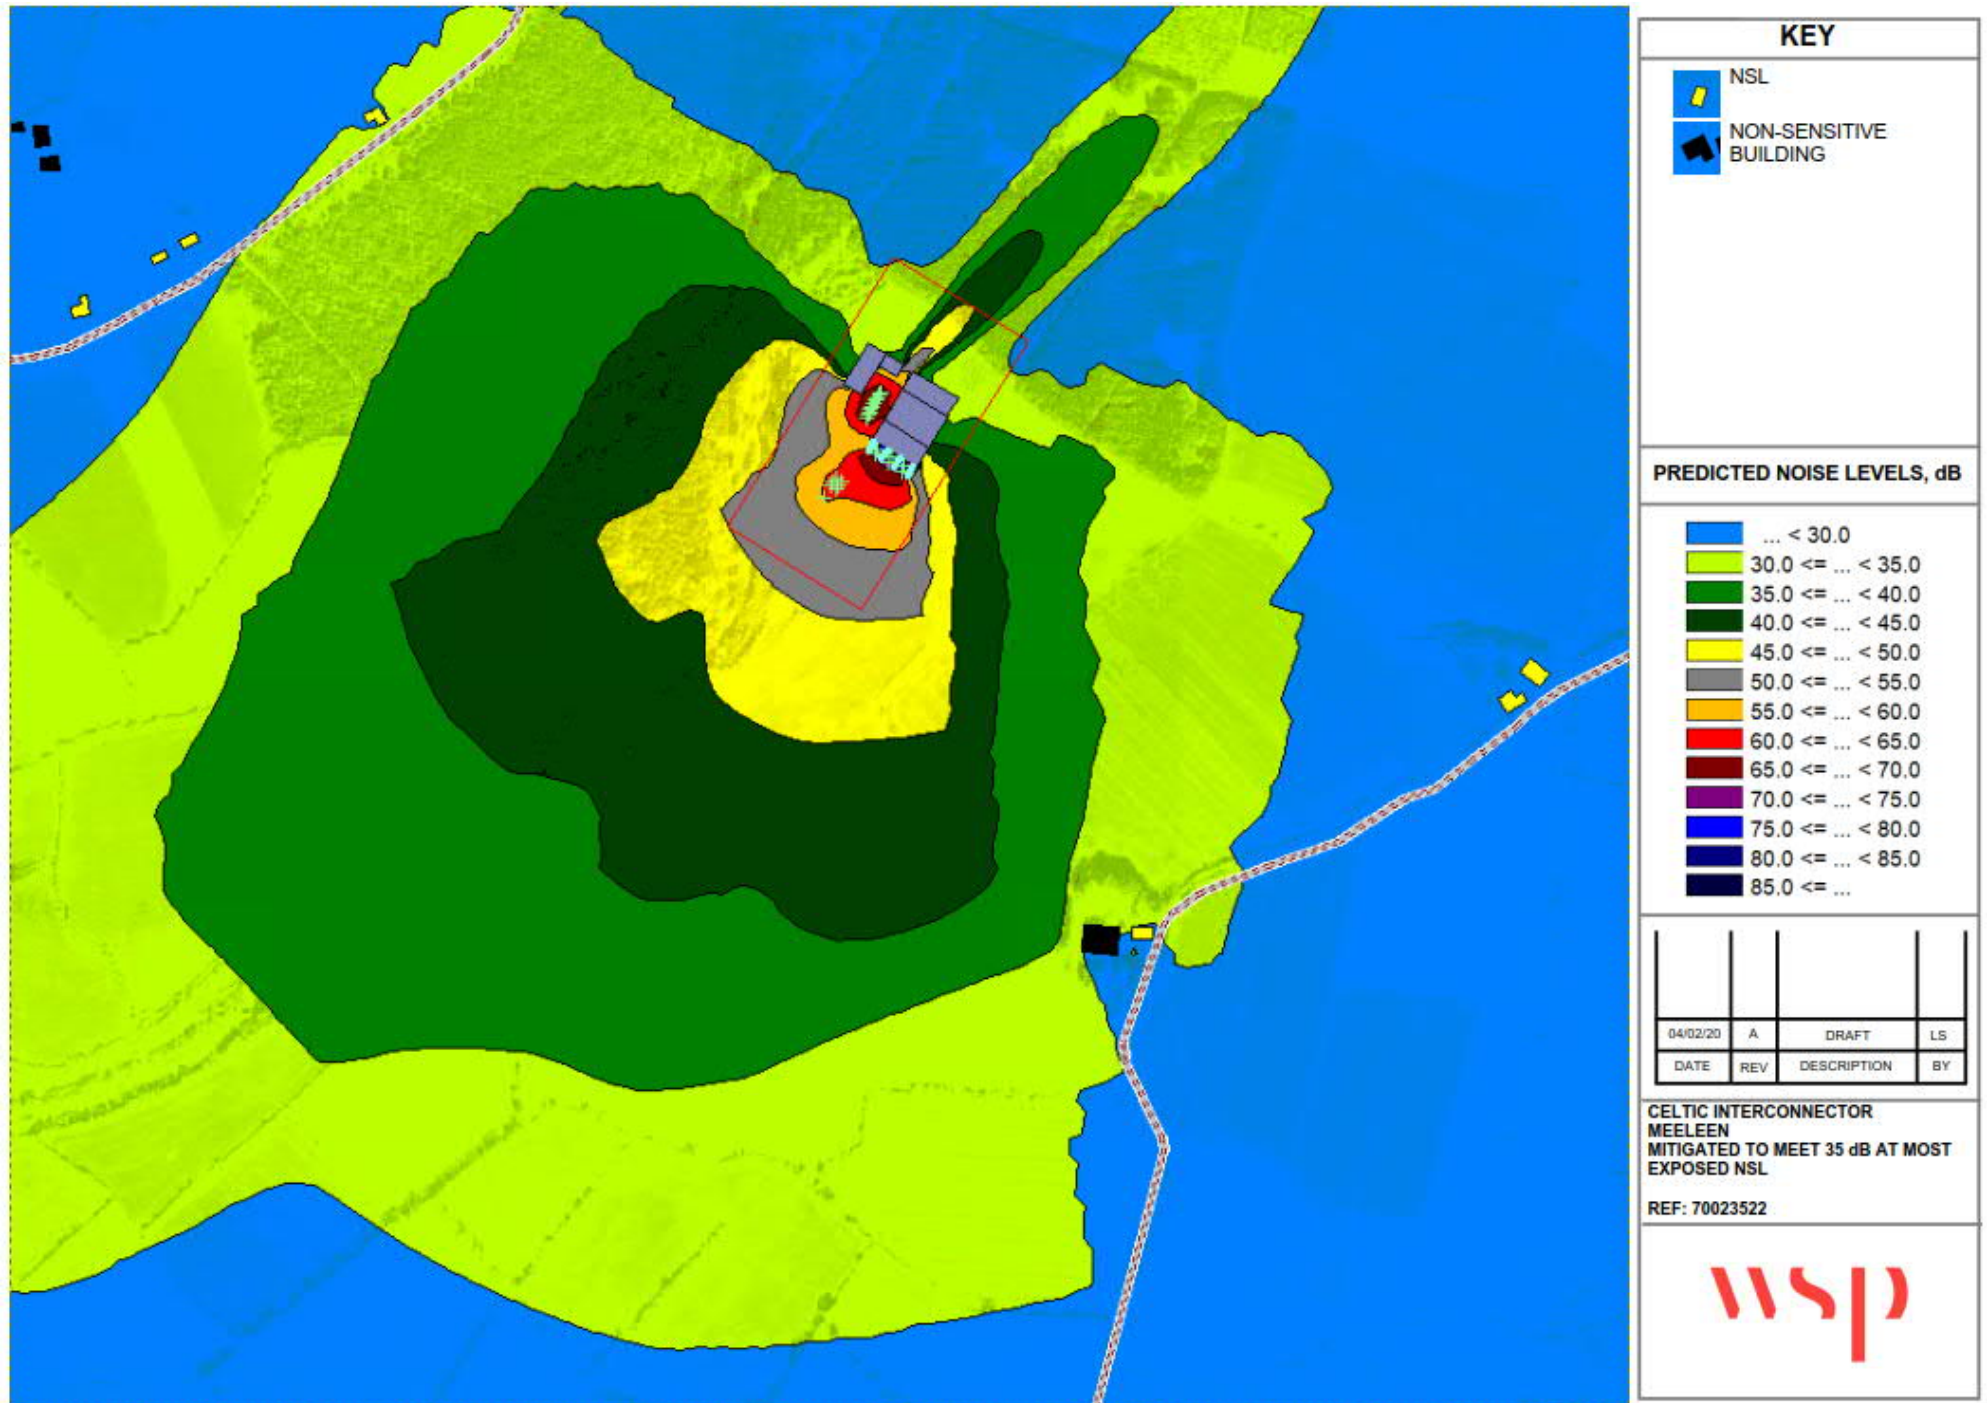 KEY
NSL
NON-SENSITIVE
BUILDING
PREDICTED NOISE LEVELS, dB
... < 30.0
30.0 <= ... < 35.0
35.0 <= ... < 40.0
40.0 <= ... < 45.0
45.0 <= ... < 50.0
50.0 <= ... < 55.0
55.0 <= ... < 60.0
60.0 <= ... < 65.0
65.0 <= ... < 70.0
70.0 <= ... < 75.0
75.0 <= ... < 80.0
80.0 <= ... < 85.0
85.0 <= ...
04/02/20 A DRAFT LS
DATE REV DESCRIPTION BY
CELTIC INTERCONNECTOR
MEELEEN
MITIGATED TO MEET 35 dB AT MOST
EXPOSED NSL
REF: 70023522
wsp